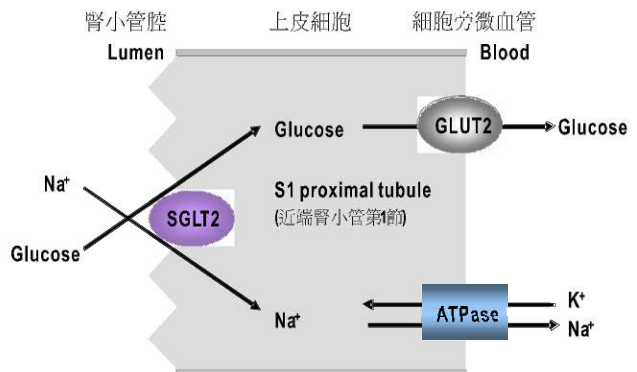 腎小管腔 上皮細胞 細胞旁微血管
Lumen Blood
Glucose GLUT2 Glucose
Na⁺
S1 proximal tubule
SGLT2 (近端腎小管第1節)
Glucose
K⁺
Na⁺ ATPase
Na⁺